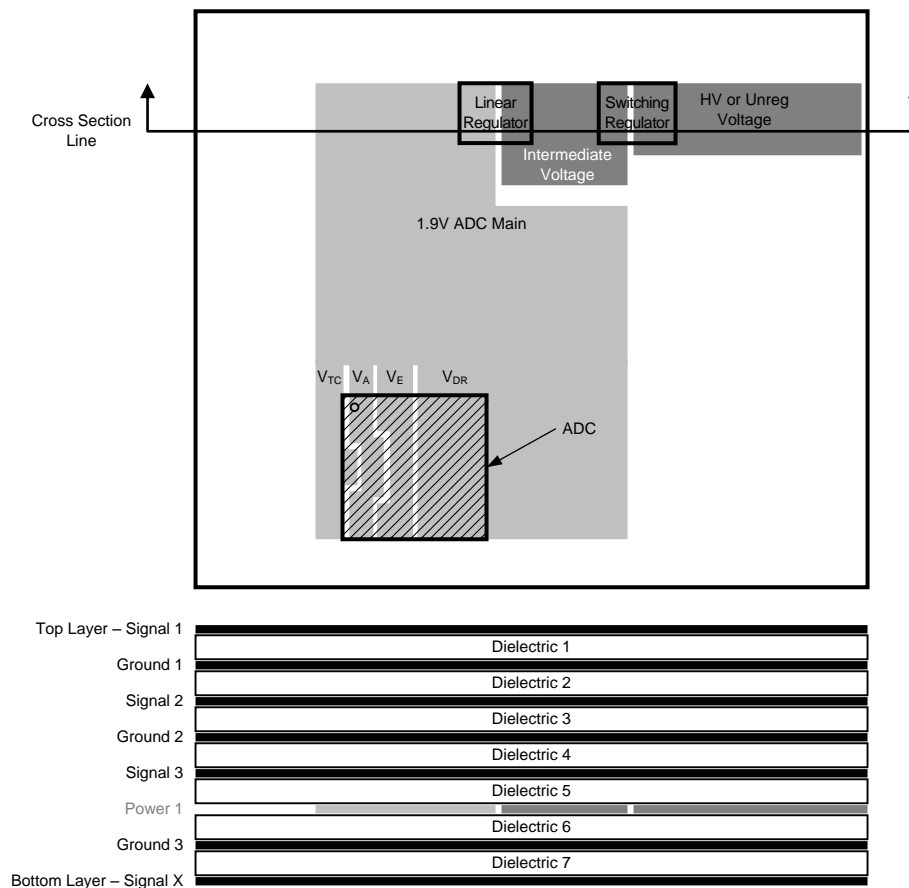 Cross Section
Line
Linear
Regulator
Switching
Regulator
HV or Unreg
Voltage
Intermediate
Voltage
1.9V ADC Main
VTC VA VE VDR
ADC
Top Layer – Signal 1
Dielectric 1
Ground 1
Dielectric 2
Signal 2
Dielectric 3
Ground 2
Dielectric 4
Signal 3
Dielectric 5
Power 1
Dielectric 6
Ground 3
Dielectric 7
Bottom Layer – Signal X